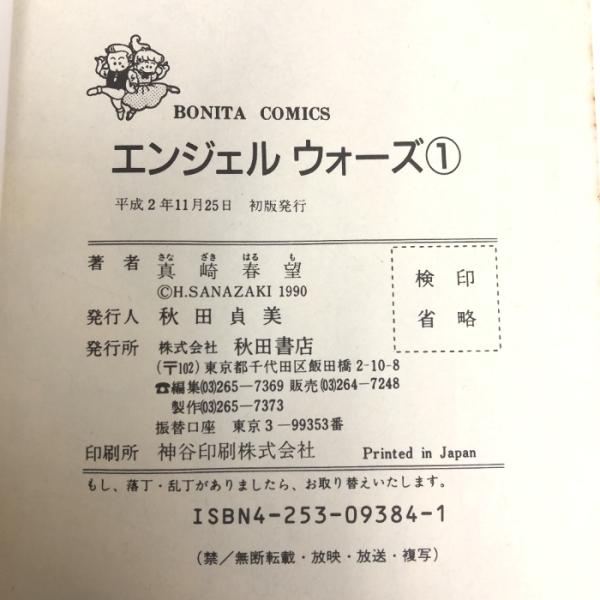 BONITA COMICS
エンジェル ウォーズ①
平成2年11月25日 初版発行
著者 真崎春望
さな ざき はる も
©H.SANAZAKI 1990
検印
省略
発行人 秋田貞美
発行所 株式会社 秋田書店
(〒102) 東京都千代田区飯田橋2-10-8
☎編集(03)265-7369 販売(03)264-7248
製作(03)265-7373
振替口座 東京3-99353番
印刷所 神谷印刷株式会社 Printed in Japan
もし、落丁・乱丁がありましたら、お取り替えいたします。
ISBN4-253-09384-1
(禁/無断転載・放映・放送・複写)